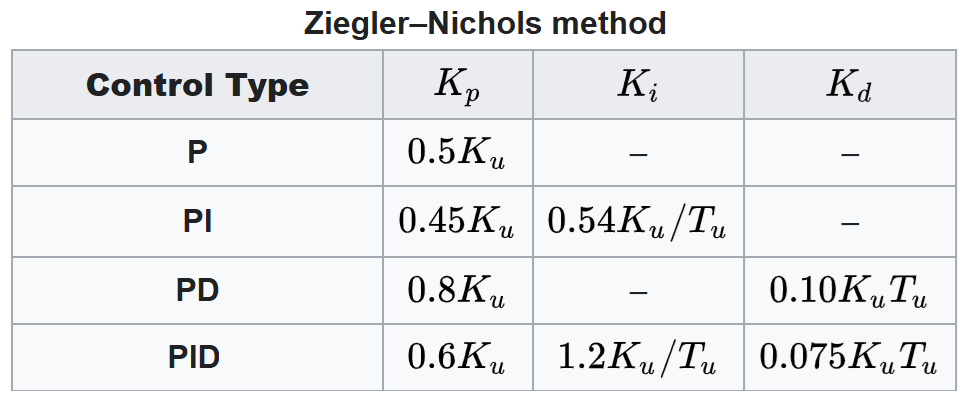 Ziegler–Nichols method
Control Type K_p K_i K_d
P 0.5K_u – –
PI 0.45K_u 0.54K_u/T_u –
PD 0.8K_u – 0.10K_uT_u
PID 0.6K_u 1.2K_u/T_u 0.075K_uT_u